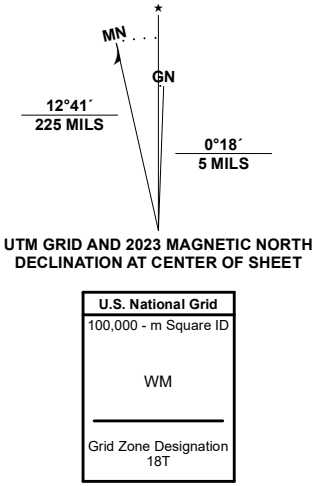 ★
MN
GN
12°41´
225 MILS
0°18´
5 MILS
UTM GRID AND 2023 MAGNETIC NORTH
DECLINATION AT CENTER OF SHEET
U.S. National Grid
100,000 - m Square ID
WM
Grid Zone Designation
18T